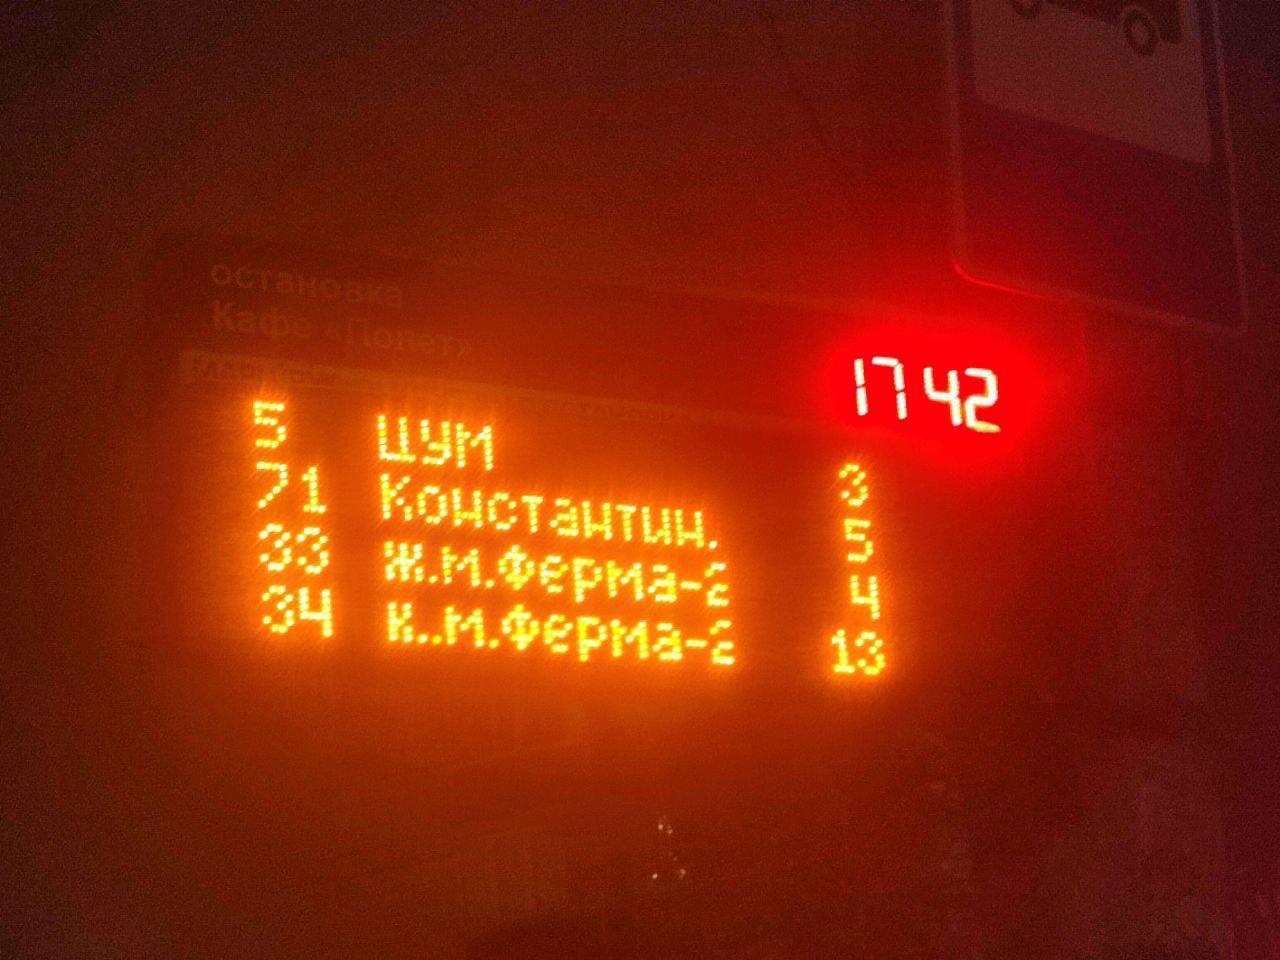 остановка
Кафе «Полет»
17 42
5 ЦУМ 3
71 Константин. 5
33 Ж.м.Ферма-2 4
34 К..м.Ферма-2 13